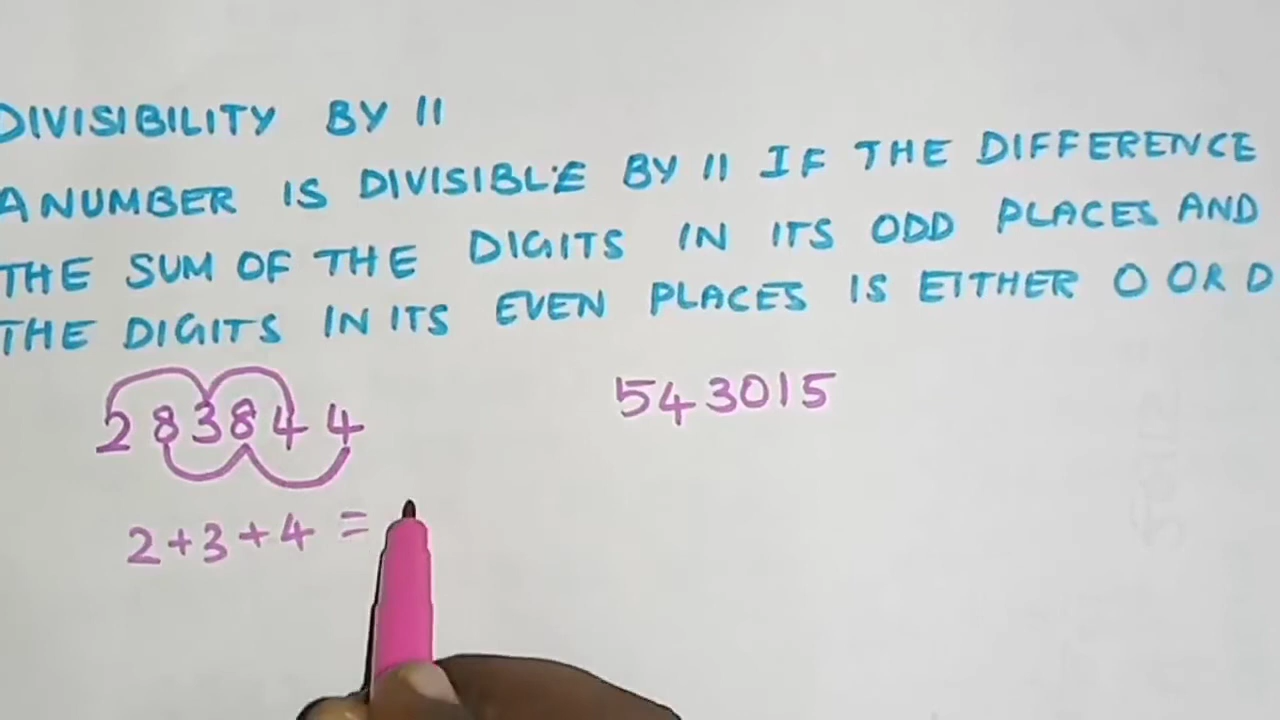 DIVISIBILITY BY 11
A NUMBER IS DIVISIBLE BY 11 IF THE DIFFERENCE
THE SUM OF THE DIGITS IN ITS ODD PLACES AND
THE DIGITS IN ITS EVEN PLACES IS EITHER 0 OR D
283844
543015
2+3+4 =